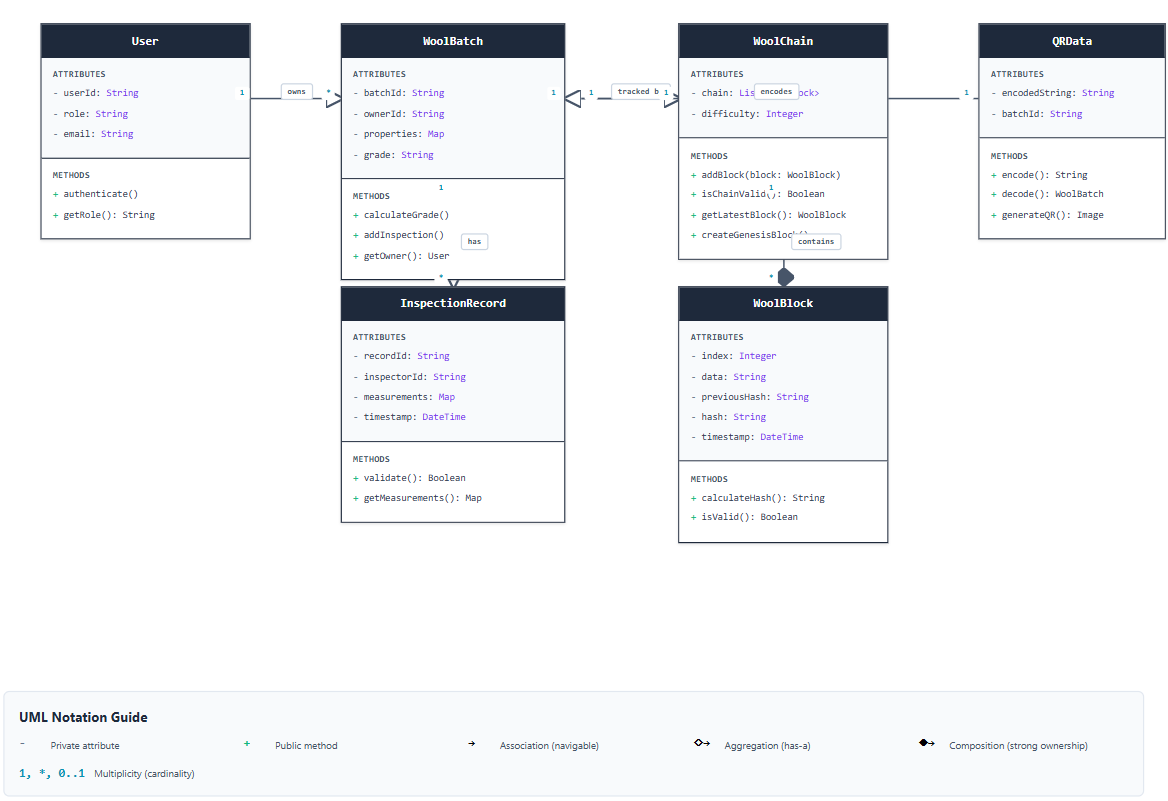 User
ATTRIBUTES
- userId: String
- role: String
- email: String
METHODS
+ authenticate()
+ getRole(): String
1
owns
*
WoolBatch
ATTRIBUTES
- batchId: String
- ownerId: String
- properties: Map
- grade: String
METHODS
+ calculateGrade()
+ addInspection()
+ getOwner(): User
1
has
*
1
1
tracked b
1
WoolChain
ATTRIBUTES
- chain:
encodes
- difficulty: Integer
METHODS
+ addBlock(block: WoolBlock)
+ isChainValid(): Boolean
+ getLatestBlock(): WoolBlock
+ createGenesisBlock()
1
contains
*
1
QRData
ATTRIBUTES
- encodedString: String
- batchId: String
METHODS
+ encode(): String
+ decode(): WoolBatch
+ generateQR(): Image
InspectionRecord
ATTRIBUTES
- recordId: String
- inspectorId: String
- measurements: Map
- timestamp: DateTime
METHODS
+ validate(): Boolean
+ getMeasurements(): Map
WoolBlock
ATTRIBUTES
- index: Integer
- data: String
- previousHash: String
- hash: String
- timestamp: DateTime
METHODS
+ calculateHash(): String
+ isValid(): Boolean
UML Notation Guide
- Private attribute
+ Public method
→ Association (navigable)
Aggregation (has-a)
Composition (strong ownership)
1, *, 0..1 Multiplicity (cardinality)